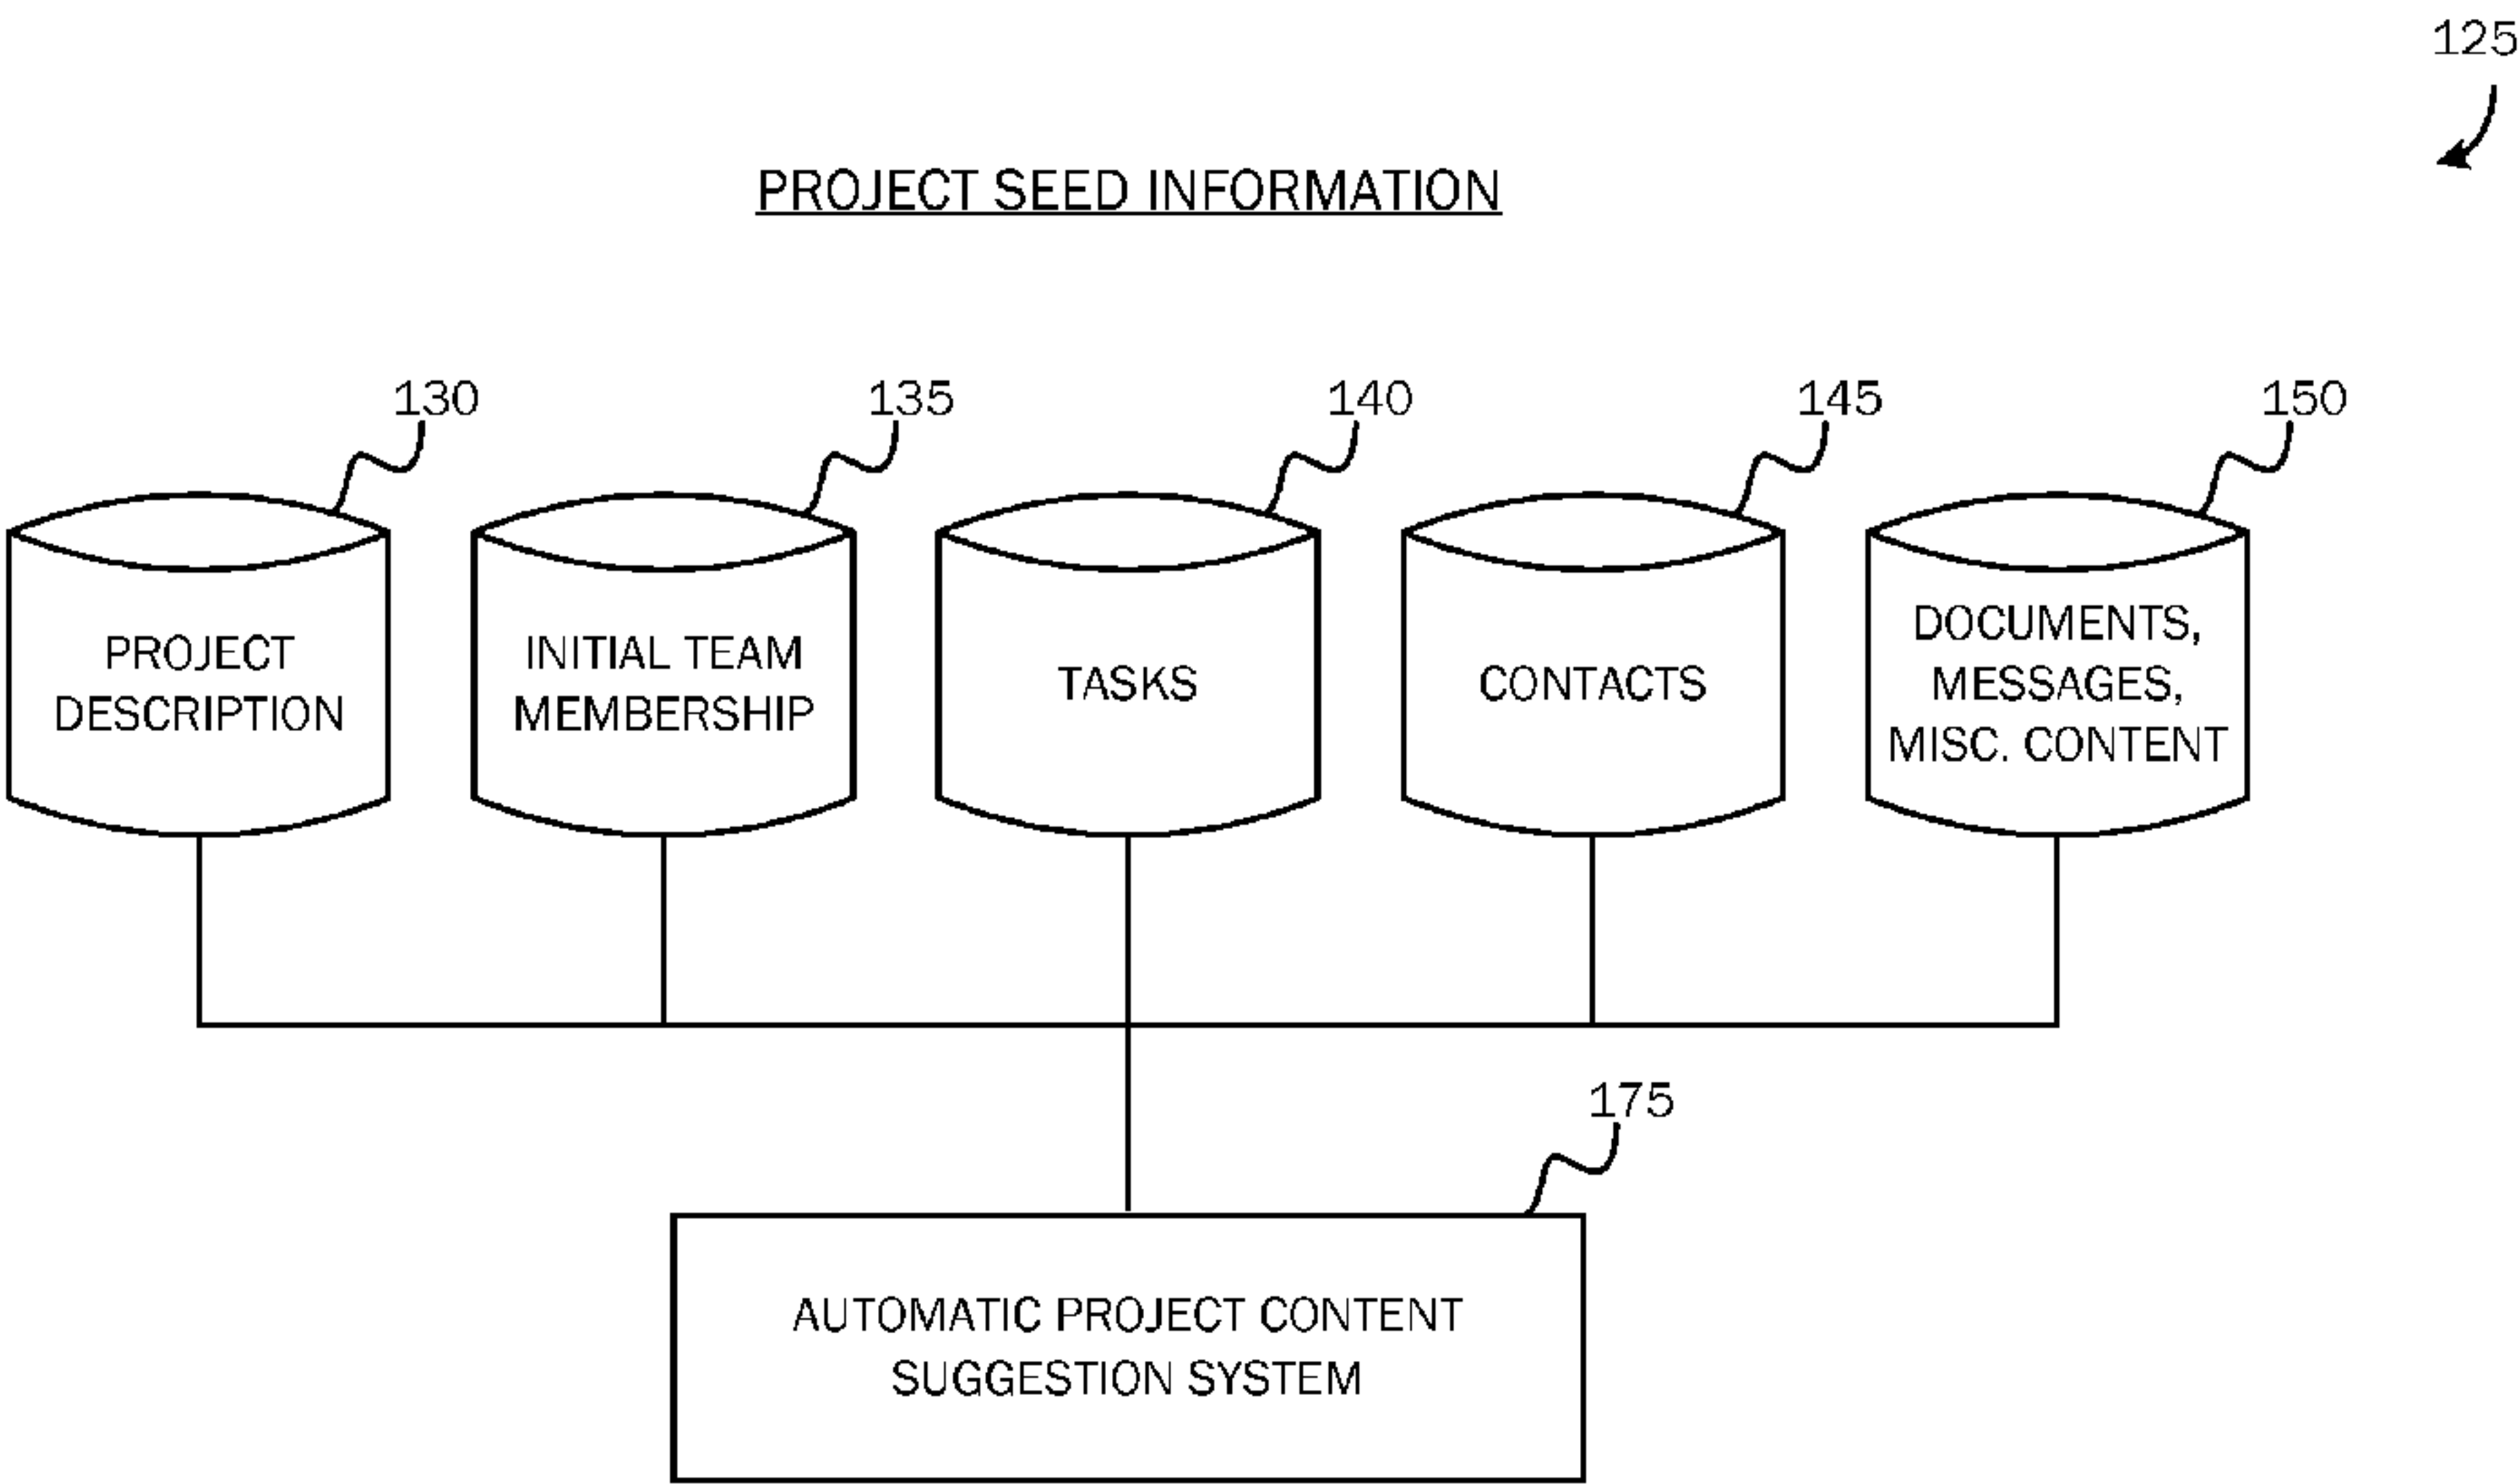 125
PROJECT SEED INFORMATION
130
135
140
145
150
PROJECT
DESCRIPTION
INITIAL TEAM
MEMBERSHIP
TASKS
CONTACTS
DOCUMENTS,
MESSAGES,
MISC. CONTENT
175
AUTOMATIC PROJECT CONTENT
SUGGESTION SYSTEM